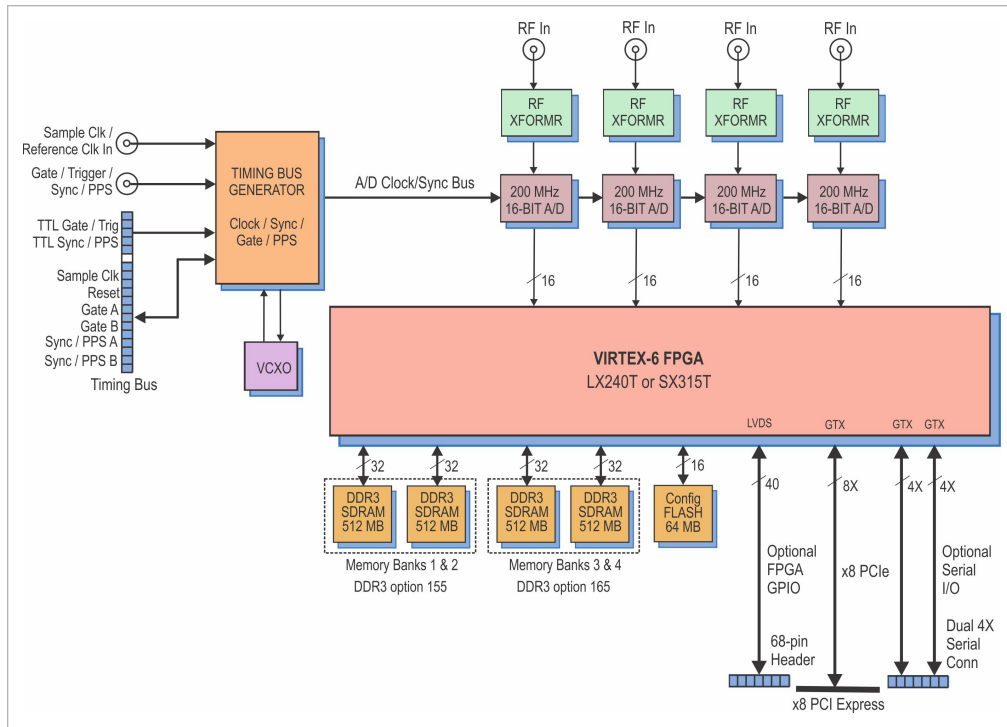 RF In
RF In
RF In
RF In
RF
XFORMR
RF
XFORMR
RF
XFORMR
RF
XFORMR
Sample Clk /
Reference Clk In
Gate / Trigger /
Sync / PPS
TTL Gate / Trig
TTL Sync / PPS
Sample Clk
Reset
Gate A
Gate B
Sync / PPS A
Sync / PPS B
Timing Bus
TIMING BUS
GENERATOR
Clock / Sync /
Gate / PPS
VCXO
A/D Clock/Sync Bus
200 MHz
16-BIT A/D
200 MHz
16-BIT A/D
200 MHz
16-BIT A/D
200 MHz
16-BIT A/D
16
16
16
16
VIRTEX-6 FPGA
LX240T or SX315T
LVDS
GTX
GTX
GTX
32
32
32
32
16
40
8X
4X
4X
DDR3
SDRAM
512 MB
DDR3
SDRAM
512 MB
DDR3
SDRAM
512 MB
DDR3
SDRAM
512 MB
Config
FLASH
64 MB
Memory Banks 1 & 2
DDR3 option 155
Memory Banks 3 & 4
DDR3 option 165
Optional
FPGA
GPIO
68-pin
Header
x8 PCIe
x8 PCI Express
Optional
Serial
I/O
Dual 4X
Serial
Conn